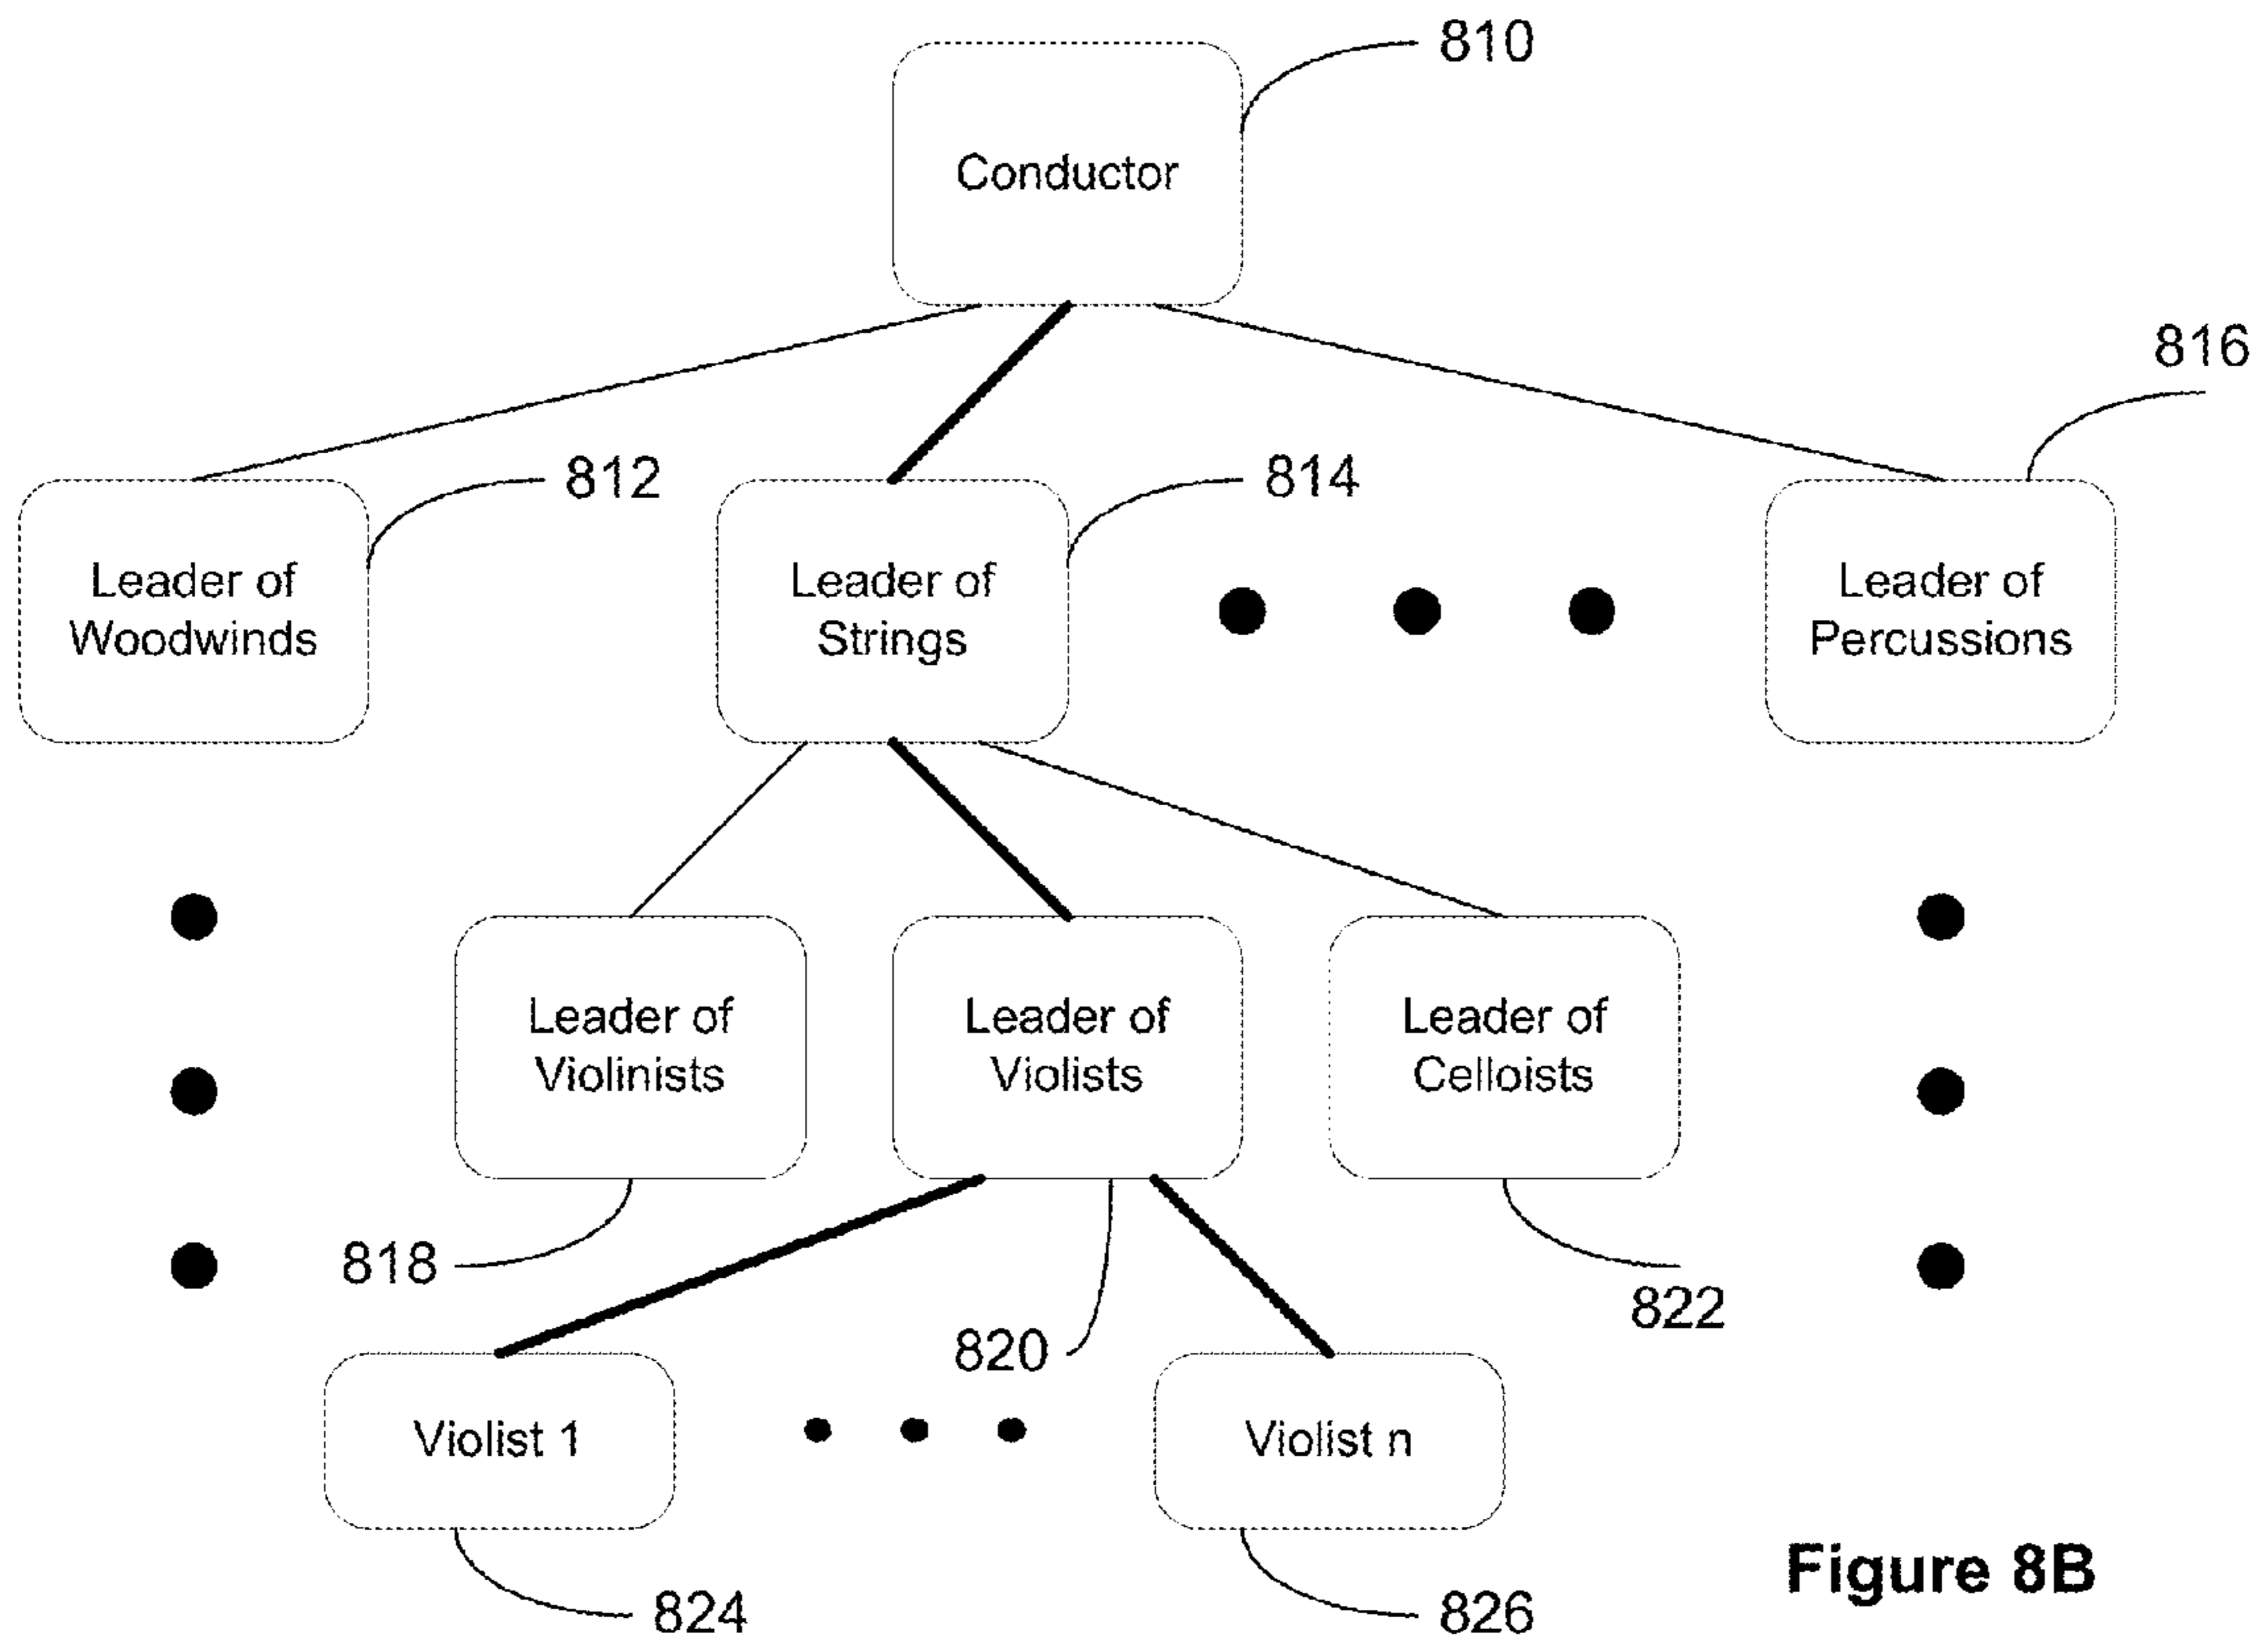 810
Conductor
816
812
814
Leader of
Woodwinds
Leader of
Strings
Leader of
Percussions
Leader of
Violinists
Leader of
Violists
Leader of
Celloists
818
820
822
Violist 1
Violist n
824
826
Figure 8B